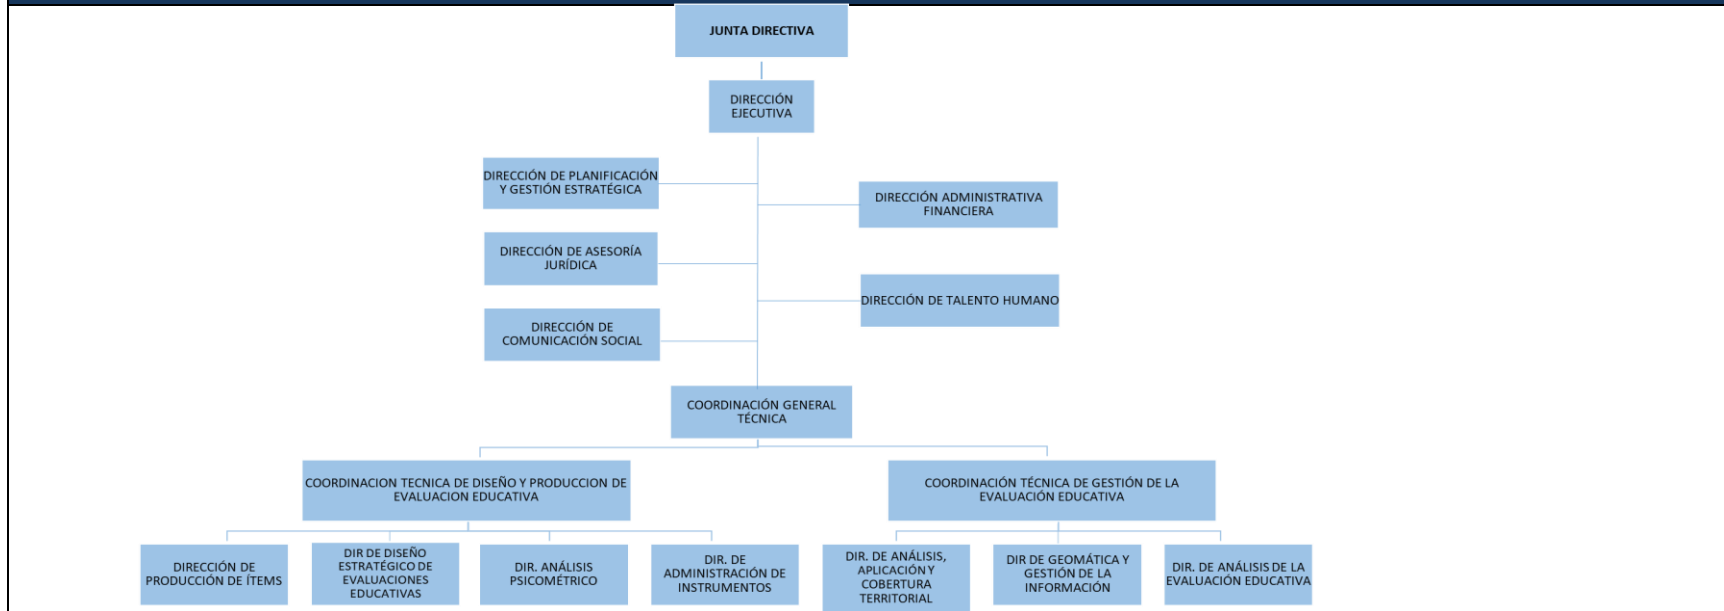 JUNTA DIRECTIVA
DIRECCIÓN
EJECUTIVA
DIRECCIÓN DE PLANIFICACIÓN
Y GESTIÓN ESTRATÉGICA
DIRECCIÓN ADMINISTRATIVA
FINANCIERA
DIRECCIÓN DE ASESORÍA
JURÍDICA
DIRECCIÓN DE TALENTO HUMANO
DIRECCIÓN DE
COMUNICACIÓN SOCIAL
COORDINACIÓN GENERAL
TÉCNICA
COORDINACION TECNICA DE DISEÑO Y PRODUCCION DE
EVALUACION EDUCATIVA
COORDINACIÓN TÉCNICA DE GESTIÓN DE LA
EVALUACIÓN EDUCATIVA
DIRECCIÓN DE
PRODUCCIÓN DE ÍTEMS
DIR DE DISEÑO
ESTRATÉGICO DE
EVALUACIONES
EDUCATIVAS
DIR. ANÁLISIS
PSICOMÉTRICO
DIR. DE
ADMINISTRACIÓN DE
INSTRUMENTOS
DIR. DE ANÁLISIS,
APLICACIÓN Y
COBERTURA
TERRITORIAL
DIR DE GEOMÁTICA Y
GESTIÓN DE LA
INFORMACIÓN
DIR. DE ANÁLISIS DE LA
EVALUACIÓN EDUCATIVA